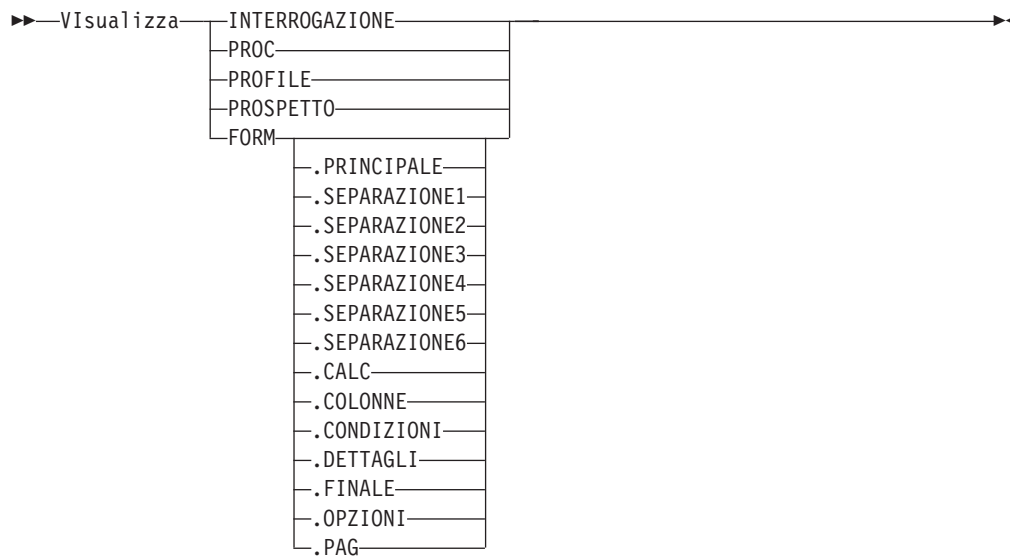 VIsualizza INTERROGAZIONE
PROC
PROFILE
PROSPETTO
FORM
.PRINCIPALE
.SEPARAZIONE1
.SEPARAZIONE2
.SEPARAZIONE3
.SEPARAZIONE4
.SEPARAZIONE5
.SEPARAZIONE6
.CALC
.COLONNE
.CONDIZIONI
.DETTAGLI
.FINALE
.OPZIONI
.PAG